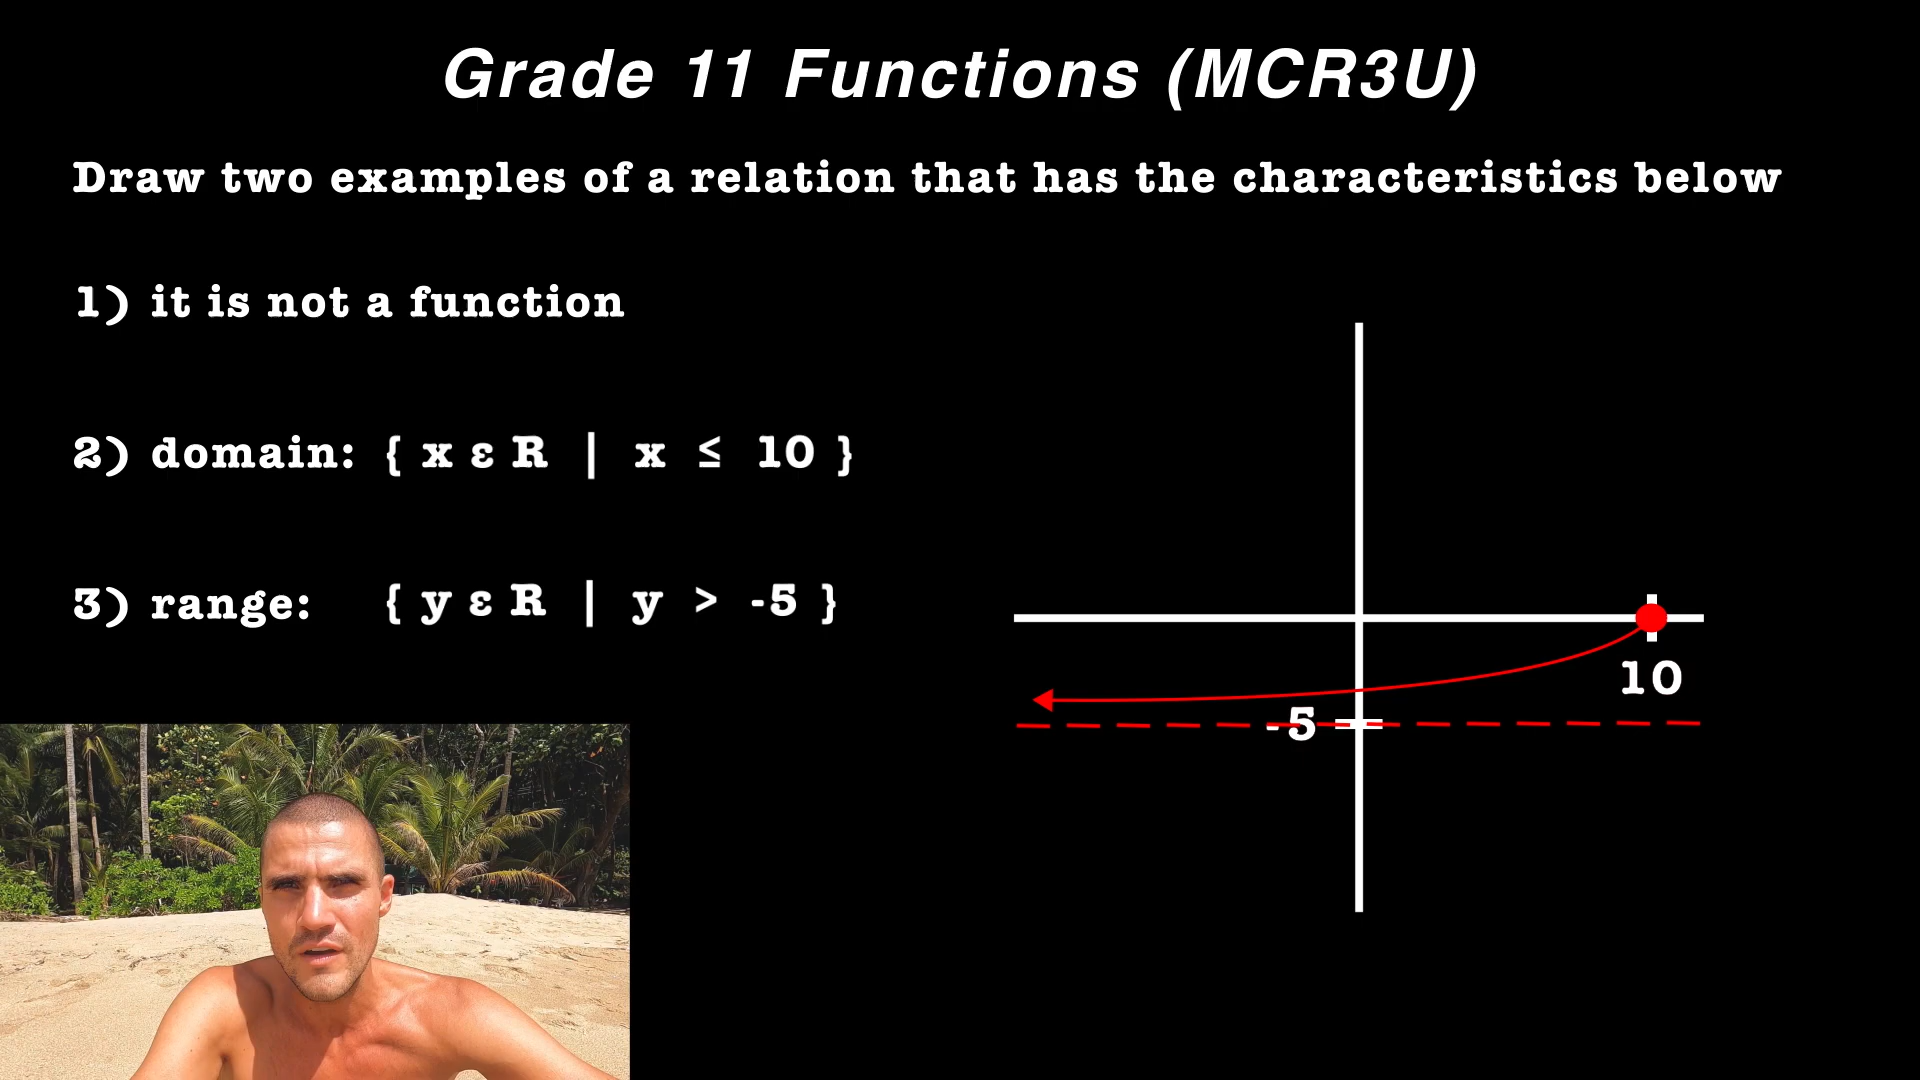 Grade 11 Functions (MCR3U)
Draw two examples of a relation that has the characteristics below
1) it is not a function
2) domain: { x ε R | x ≤ 10 }
3) range: { y ε R | y > -5 }
10
-5